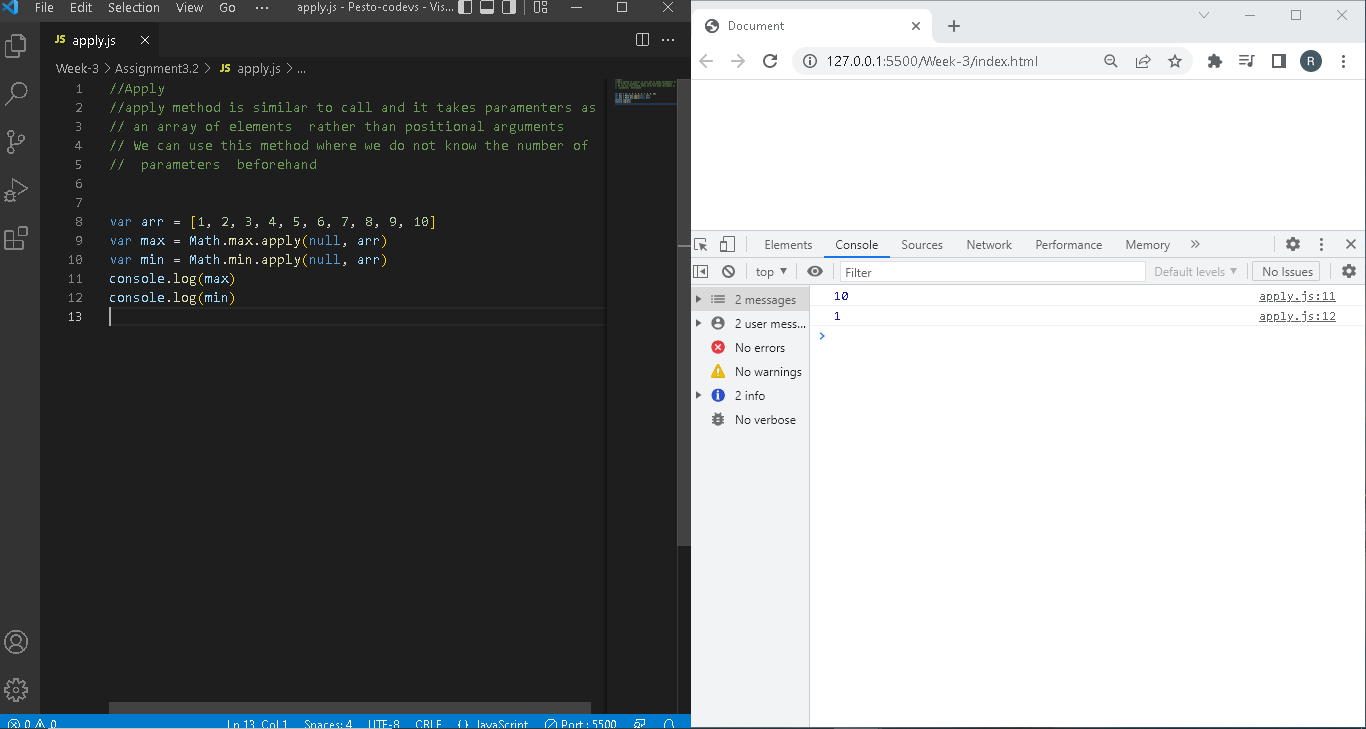 File Edit Selection View Go ··· apply.js - Pesto-codevs - Vis...
JS apply.js
Week-3 > Assignment3.2 > JS apply.js > ...
1 //Apply
2 //apply method is similar to call and it takes paramenters as
3 // an array of elements  rather than positional arguments
4 // We can use this method where we do not know the number of
5 //  parameters  beforehand
6
7
8 var arr = [1, 2, 3, 4, 5, 6, 7, 8, 9, 10]
9 var max = Math.max.apply(null, arr)
10 var min = Math.min.apply(null, arr)
11 console.log(max)
12 console.log(min)
13
0 0 Ln 13, Col 1 Spaces: 4 UTF-8 CRLF {} JavaScript Port : 5500
Document
127.0.0.1:5500/Week-3/index.html R
Elements Console Sources Network Performance Memory »
top ▼ Filter Default levels ▼ No Issues
2 messages
2 user mess...
No errors
No warnings
2 info
No verbose
10 apply.js:11
1 apply.js:12
>